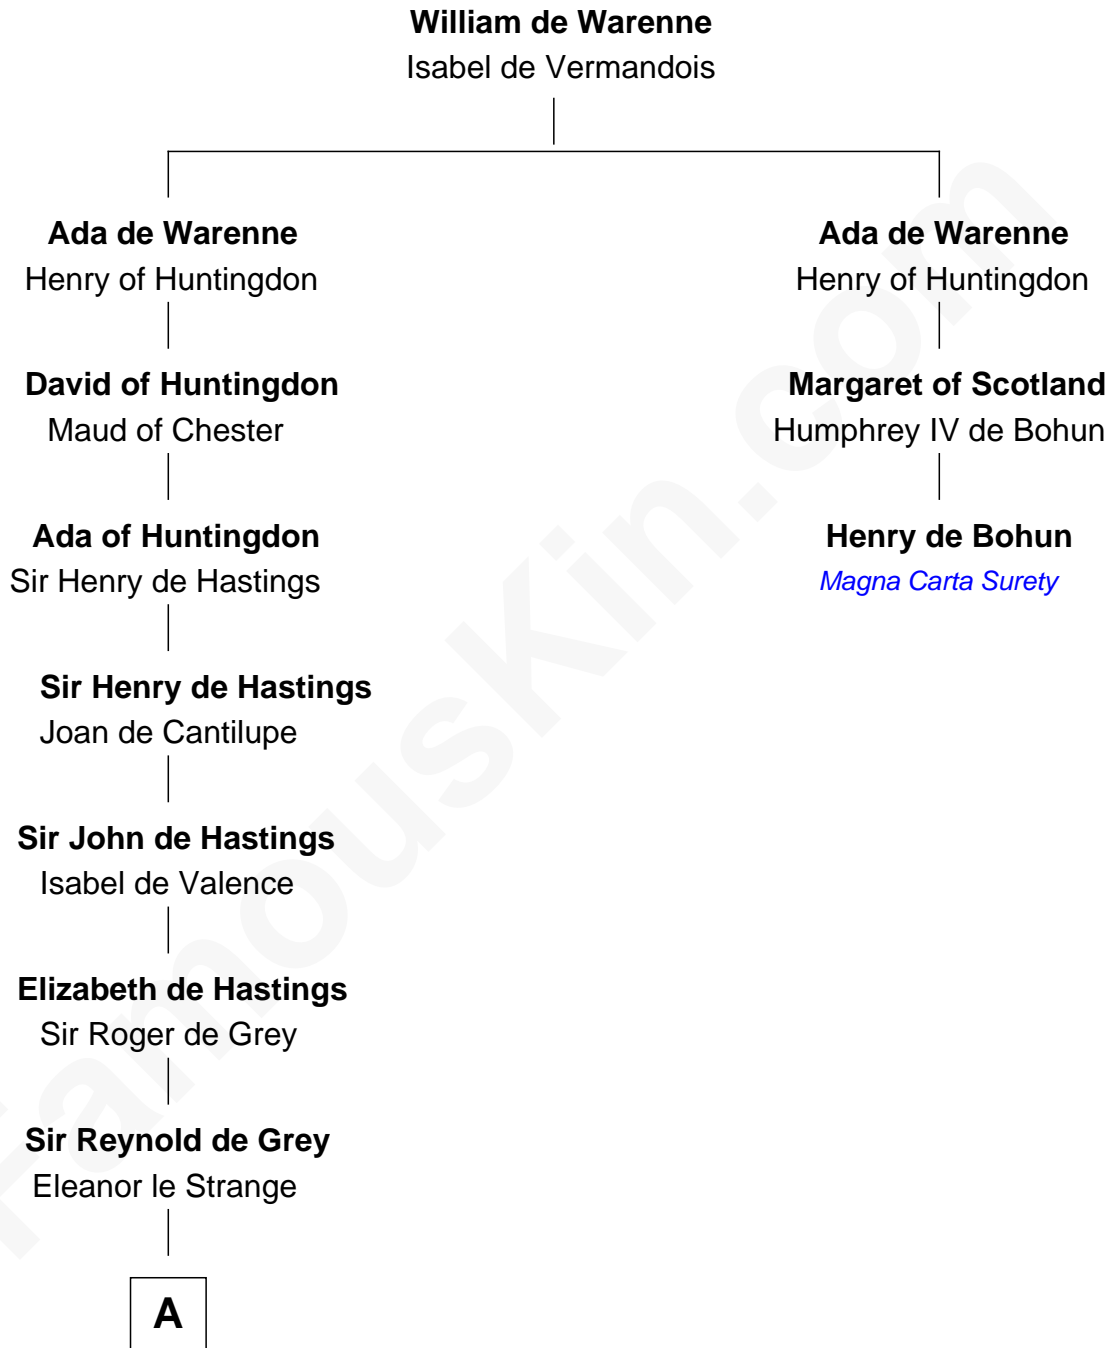 William de Warenne
Isabel de Vermandois
Ada de Warenne
Henry of Huntingdon
Ada de Warenne
Henry of Huntingdon
David of Huntingdon
Maud of Chester
Margaret of Scotland
Humphrey IV de Bohun
Ada of Huntingdon
Sir Henry de Hastings
Henry de Bohun
Magna Carta Surety
Sir Henry de Hastings
Joan de Cantilupe
Sir John de Hastings
Isabel de Valence
Elizabeth de Hastings
Sir Roger de Grey
Sir Reynold de Grey
Eleanor le Strange
A
FamousKin.com